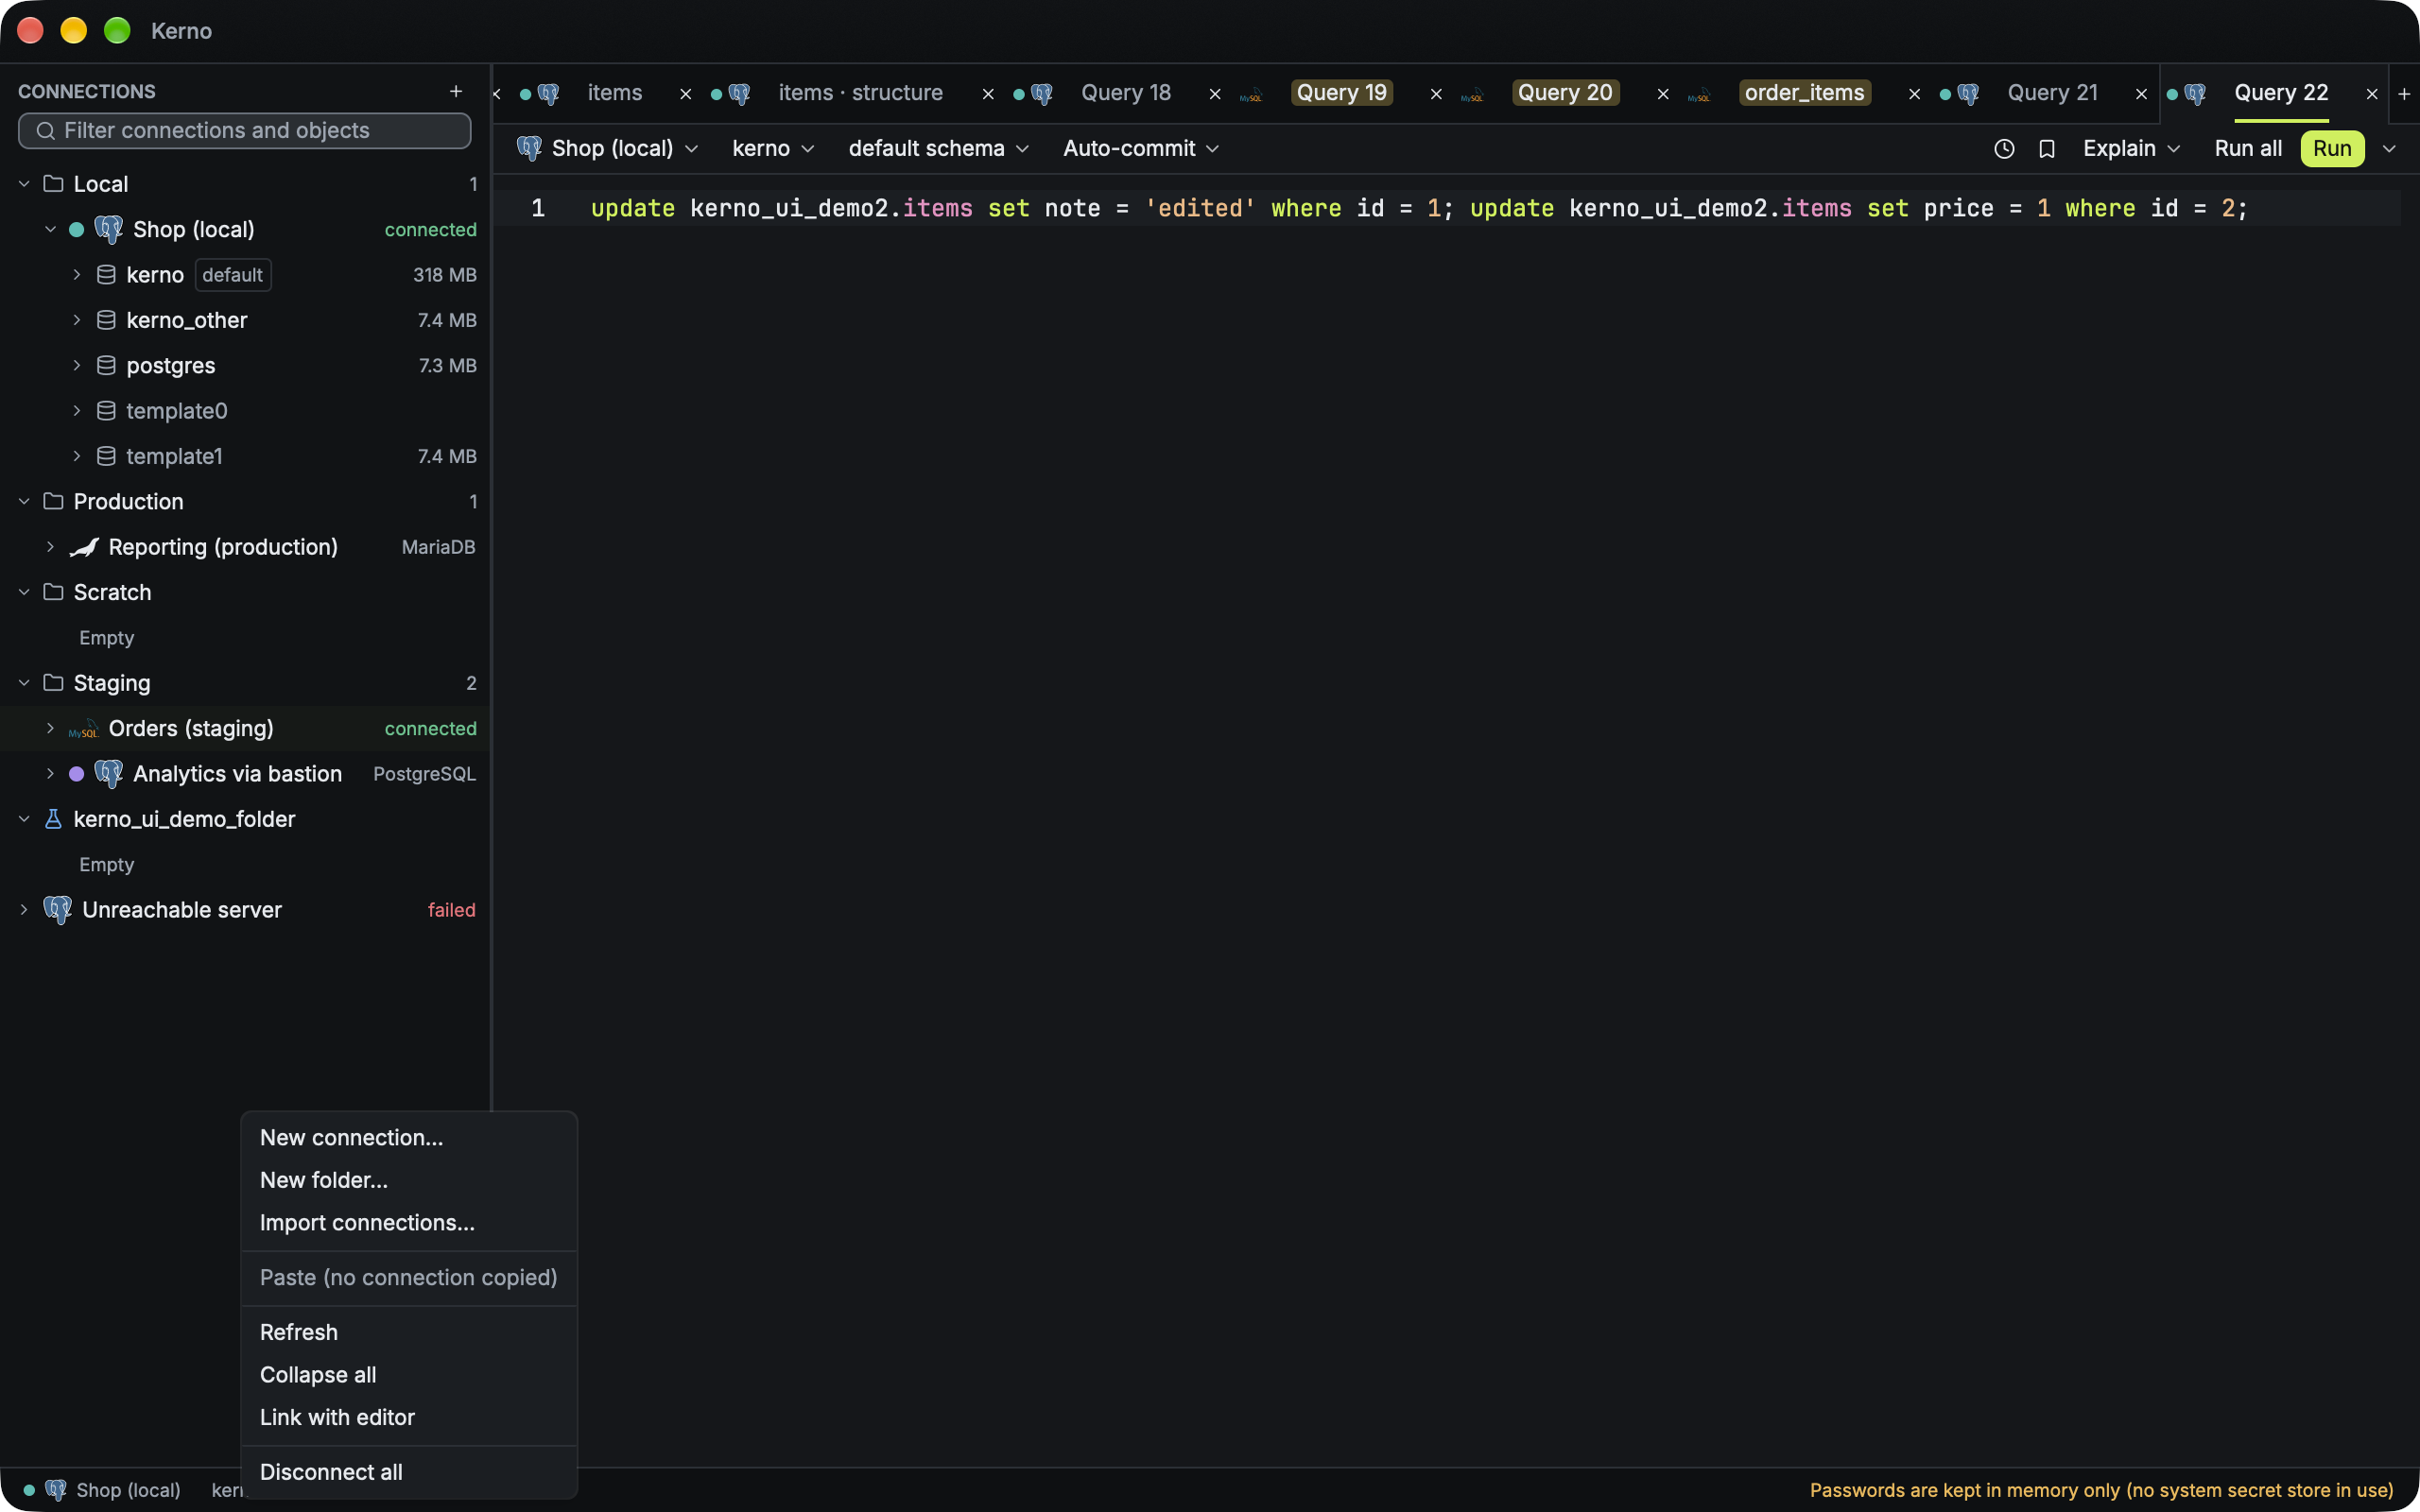 Kerno
CONNECTIONS
Filter connections and objects
Local 1
Shop (local) connected
kerno default 318 MB
kerno_other 7.4 MB
postgres 7.3 MB
template0
template1 7.4 MB
Production 1
Reporting (production) MariaDB
Scratch
Empty
Staging 2
MySQL Orders (staging) connected
Analytics via bastion PostgreSQL
kerno_ui_demo_folder
Empty
Unreachable server failed
items items · structure Query 18 MySQL Query 19 MySQL Query 20 MySQL order_items Query 21 Query 22
Shop (local) kerno default schema Auto-commit Explain Run all Run
1 update kerno_ui_demo2.items set note = 'edited' where id = 1; update kerno_ui_demo2.items set price = 1 where id = 2;
New connection...
New folder...
Import connections...
Paste (no connection copied)
Refresh
Collapse all
Link with editor
Disconnect all
Shop (local) Passwords are kept in memory only (no system secret store in use)